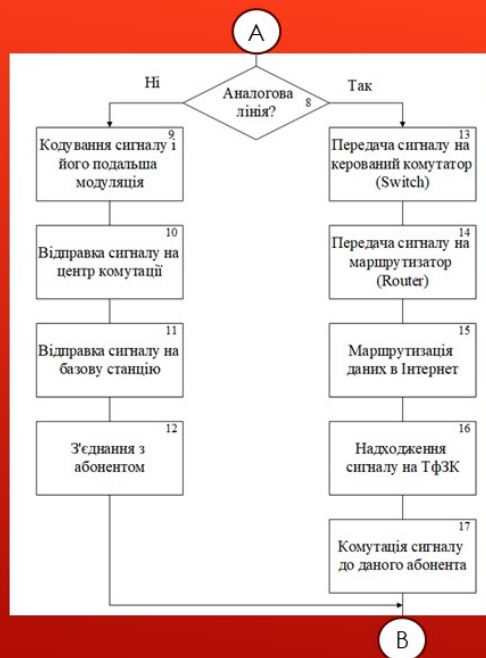 A
Аналогова
лінія?
8
Ні
Так
9
Кодування сигналу і
його подальша
модуляція
10
Відправка сигналу на
центр комутації
11
Відправка сигналу на
базову станцію
12
З'єднання з
абонентом
13
Передача сигналу на
керований комутатор
(Switch)
14
Передача сигналу на
маршрутизатор
(Router)
15
Маршрутизація
даних в Інтернет
16
Надходження
сигналу на ТфЗК
17
Комутація сигналу
до даного абонента
B